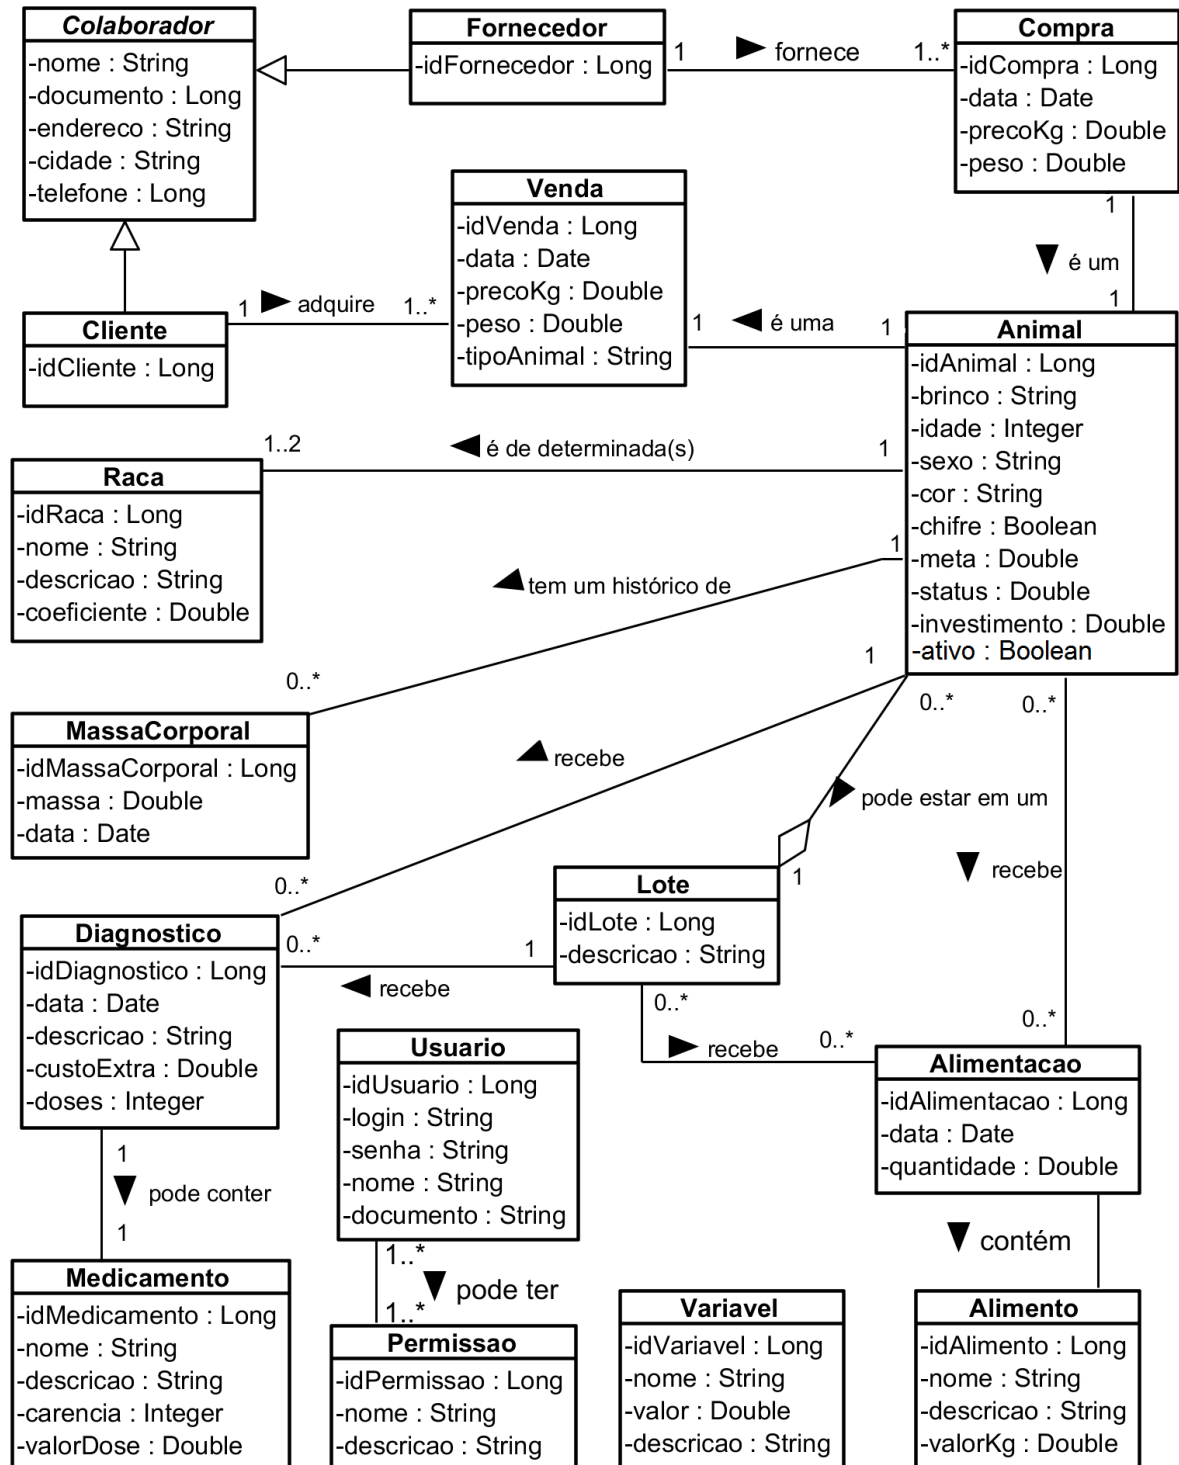 Colaborador
-nome : String
-documento : Long
-endereco : String
-cidade : String
-telefone : Long
Fornecedor
-idFornecedor : Long
1
fornece
1..*
Compra
-idCompra : Long
-data : Date
-precoKg : Double
-peso : Double
1
é um
1
Venda
-idVenda : Long
-data : Date
-precoKg : Double
-peso : Double
-tipoAnimal : String
1
adquire
1..*
Cliente
-idCliente : Long
1
é uma
1
Animal
-idAnimal : Long
-brinco : String
-idade : Integer
-sexo : String
-cor : String
-chifre : Boolean
-meta : Double
-status : Double
-investimento : Double
-ativo : Boolean
1..2
é de determinada(s)
1
Raca
-idRaca : Long
-nome : String
-descricao : String
-coeficiente : Double
1
tem um histórico de
0..*
MassaCorporal
-idMassaCorporal : Long
-massa : Double
-data : Date
1
recebe
0..*
0..*
pode estar em um
1
0..*
recebe
0..*
Lote
-idLote : Long
-descricao : String
Diagnostico
-idDiagnostico : Long
-data : Date
-descricao : String
-custoExtra : Double
-doses : Integer
0..*
1
recebe
0..*
recebe
0..*
Alimentacao
-idAlimentacao : Long
-data : Date
-quantidade : Double
Usuario
-idUsuario : Long
-login : String
-senha : String
-nome : String
-documento : String
1
pode conter
1
1..*
pode ter
1..*
contém
Medicamento
-idMedicamento : Long
-nome : String
-descricao : String
-carencia : Integer
-valorDose : Double
Permissao
-idPermissao : Long
-nome : String
-descricao : String
Variavel
-idVariavel : Long
-nome : String
-valor : Double
-descricao : String
Alimento
-idAlimento : Long
-nome : String
-descricao : String
-valorKg : Double